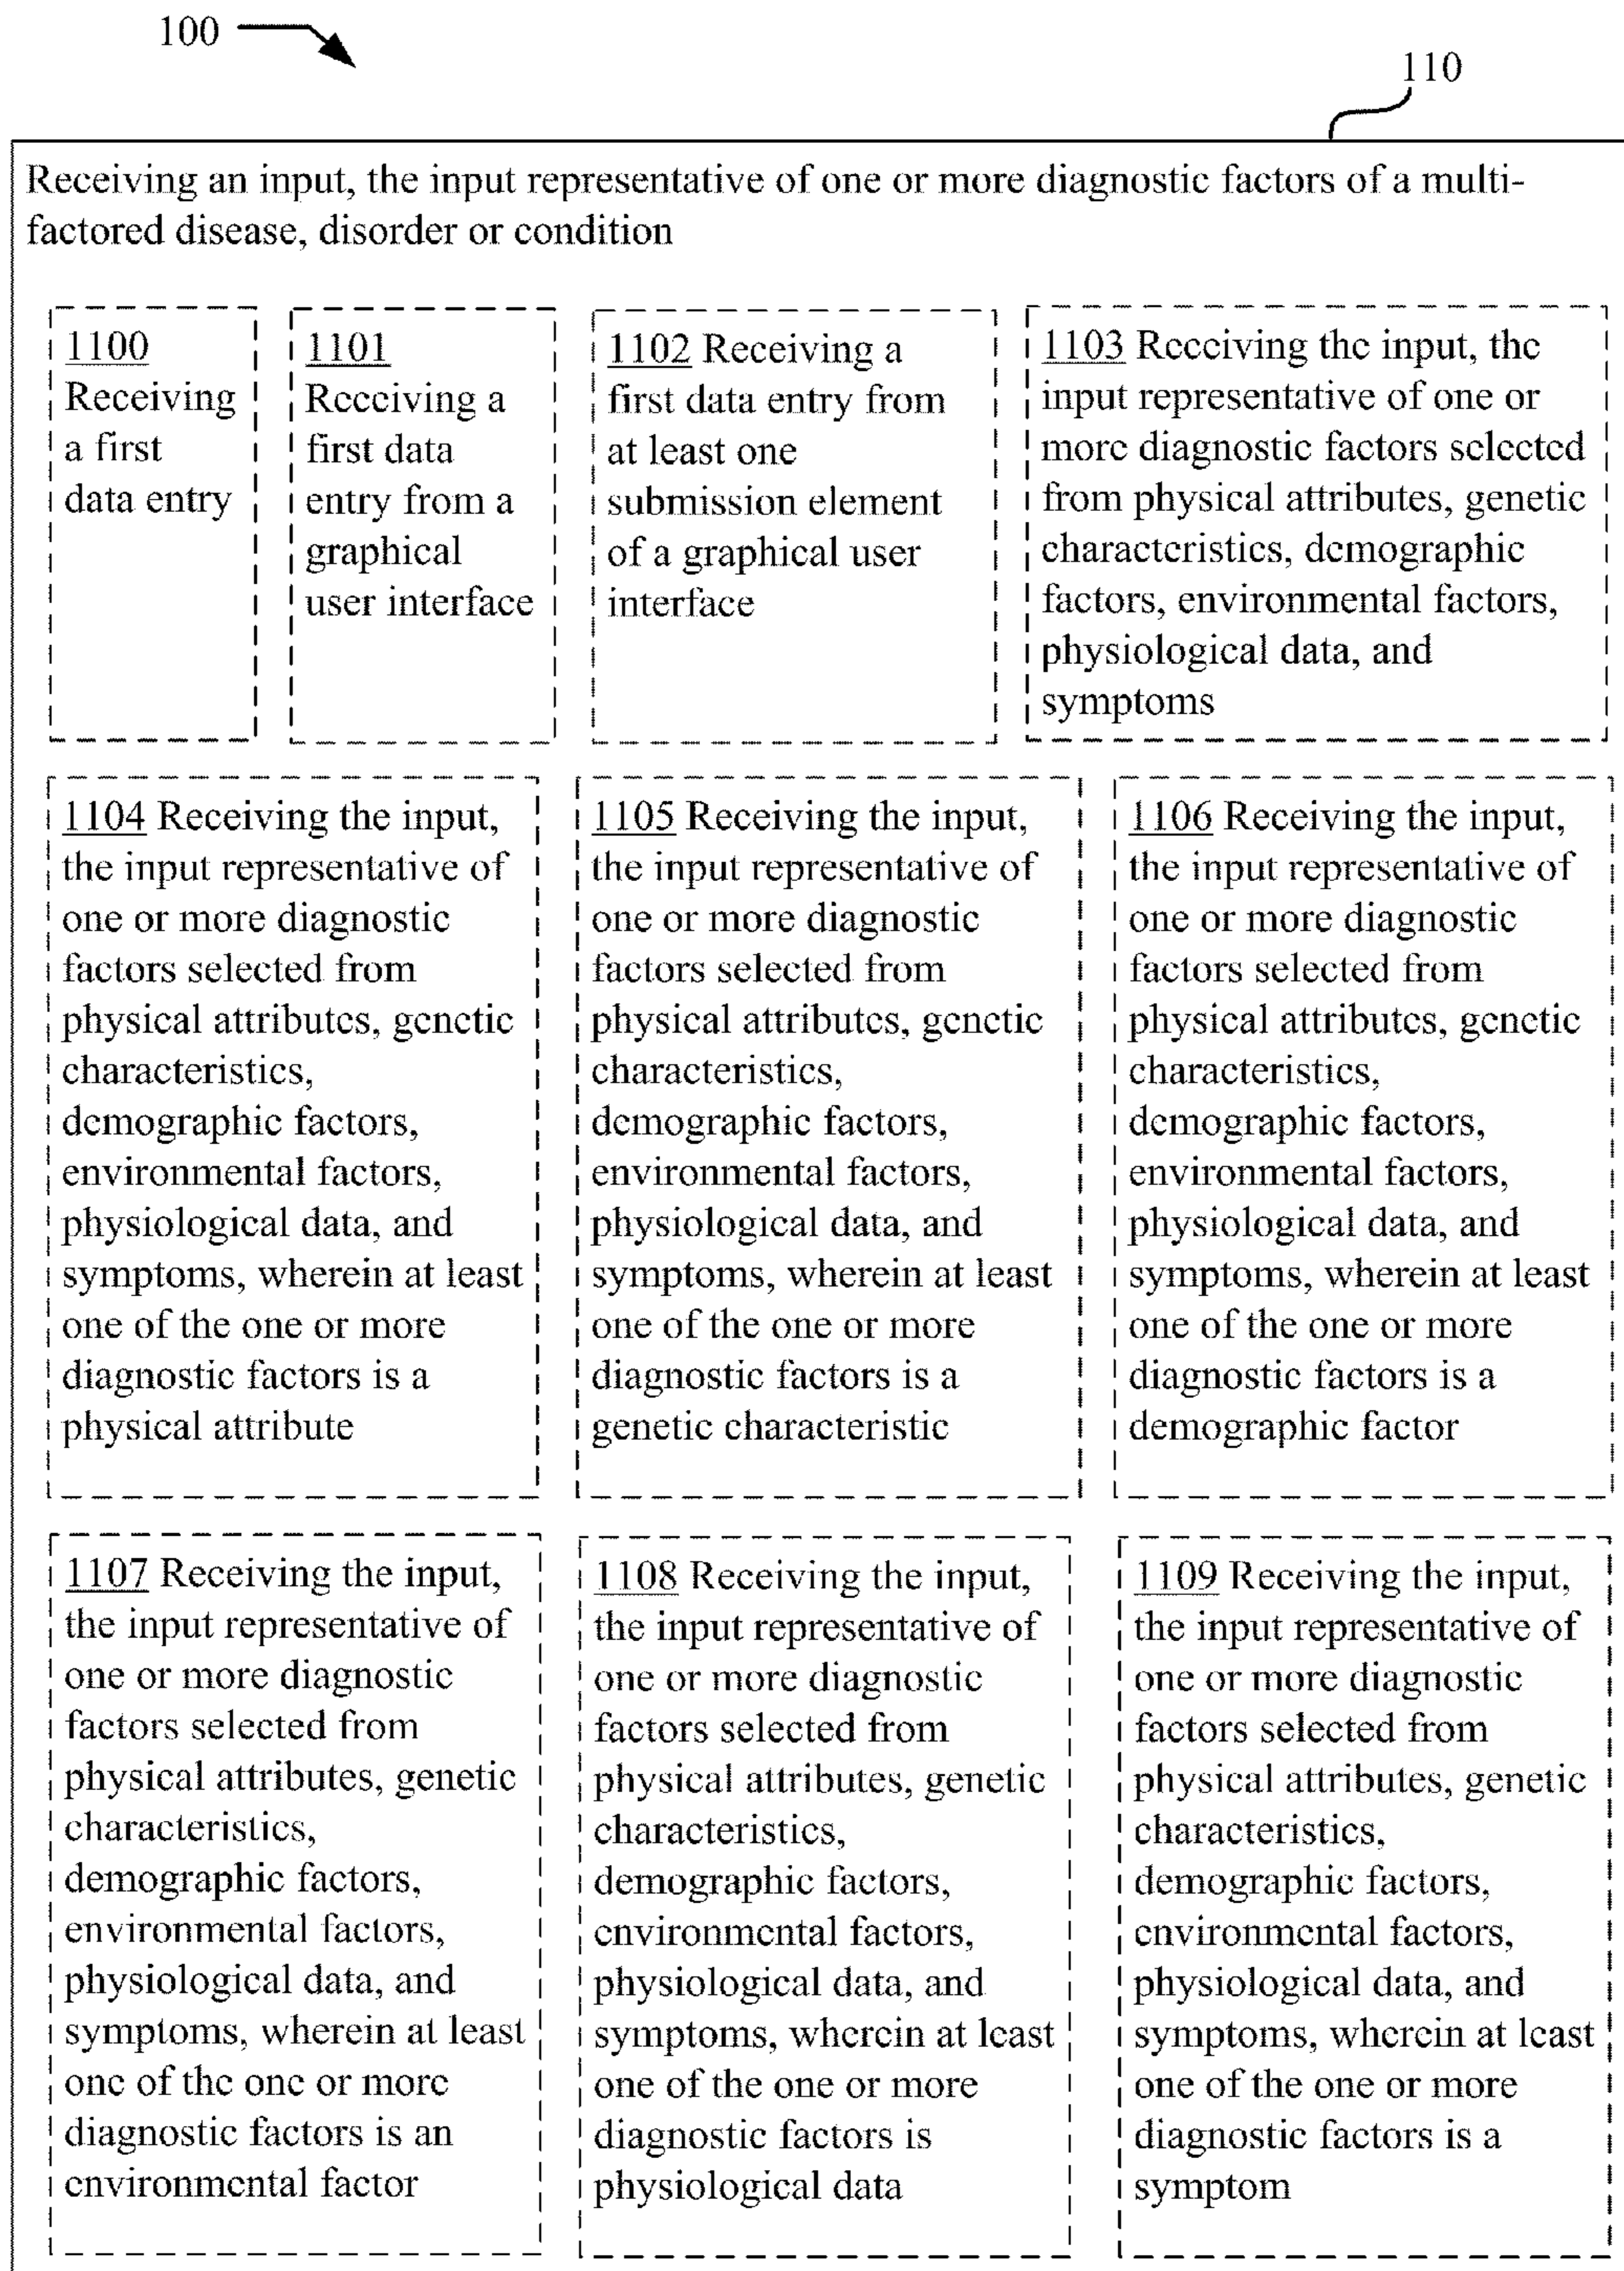 100
110
Receiving an input, the input representative of one or more diagnostic factors of a multi-
factored disease, disorder or condition
1100
Receiving
a first
data entry
1101
Receiving a
first data
entry from a
graphical
user interface
1102 Receiving a
first data entry from
at least one
submission element
of a graphical user
interface
1103 Receiving the input, the
input representative of one or
more diagnostic factors selected
from physical attributes, genetic
characteristics, demographic
factors, environmental factors,
physiological data, and
symptoms
1104 Receiving the input,
the input representative of
one or more diagnostic
factors selected from
physical attributes, genetic
characteristics,
demographic factors,
environmental factors,
physiological data, and
symptoms, wherein at least
one of the one or more
diagnostic factors is a
physical attribute
1105 Receiving the input,
the input representative of
one or more diagnostic
factors selected from
physical attributes, genetic
characteristics,
demographic factors,
environmental factors,
physiological data, and
symptoms, wherein at least
one of the one or more
diagnostic factors is a
genetic characteristic
1106 Receiving the input,
the input representative of
one or more diagnostic
factors selected from
physical attributes, genetic
characteristics,
demographic factors,
environmental factors,
physiological data, and
symptoms, wherein at least
one of the one or more
diagnostic factors is a
demographic factor
1107 Receiving the input,
the input representative of
one or more diagnostic
factors selected from
physical attributes, genetic
characteristics,
demographic factors,
environmental factors,
physiological data, and
symptoms, wherein at least
one of the one or more
diagnostic factors is an
environmental factor
1108 Receiving the input,
the input representative of
one or more diagnostic
factors selected from
physical attributes, genetic
characteristics,
demographic factors,
environmental factors,
physiological data, and
symptoms, wherein at least
one of the one or more
diagnostic factors is
physiological data
1109 Receiving the input,
the input representative of
one or more diagnostic
factors selected from
physical attributes, genetic
characteristics,
demographic factors,
environmental factors,
physiological data, and
symptoms, wherein at least
one of the one or more
diagnostic factors is a
symptom